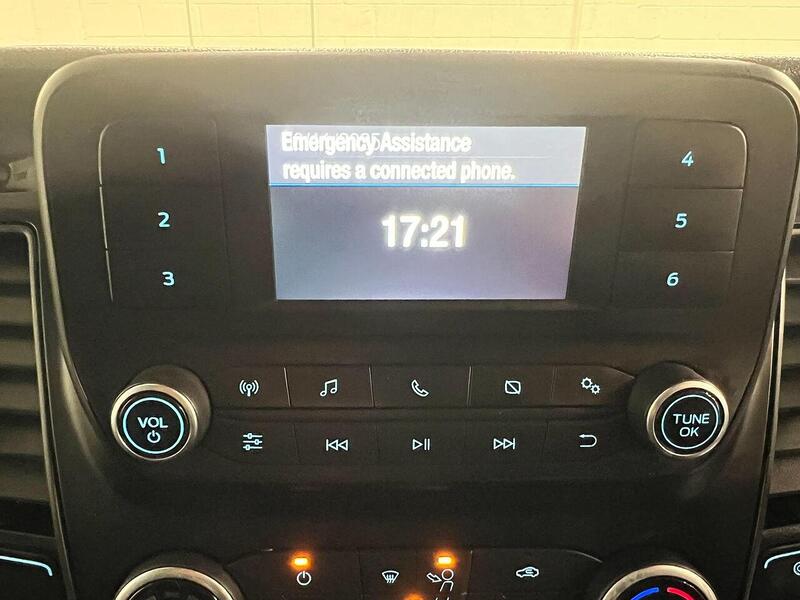 Emergency Assistance
requires a connected phone.
17:21
1
2
3
4
5
6
VOL
TUNE
OK